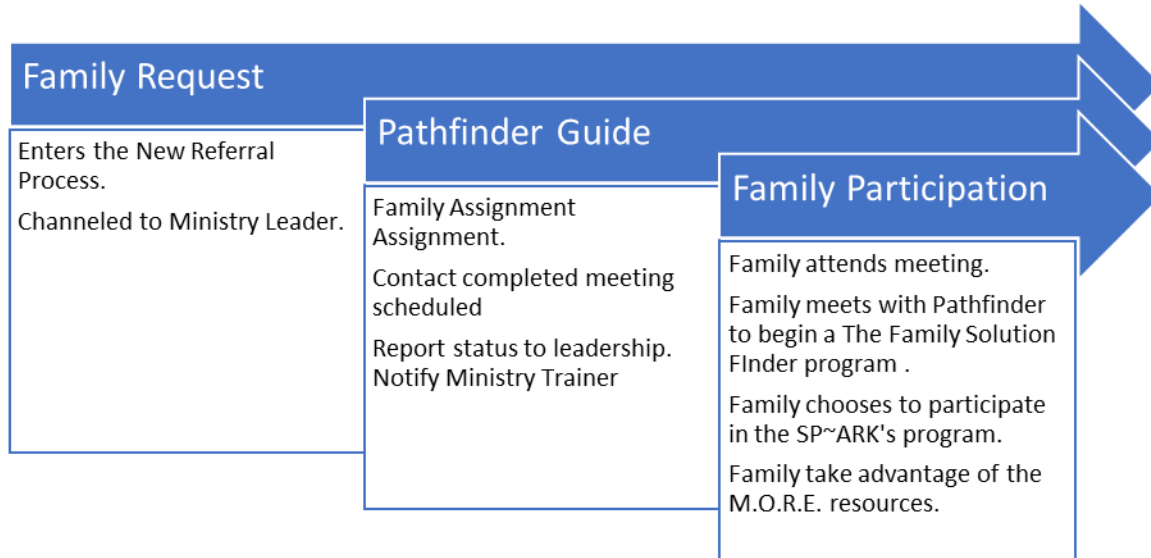 Family Request
Enters the New Referral
Process.
Channeled to Ministry Leader.
Pathfinder Guide
Family Assignment
Assignment.
Contact completed meeting
scheduled
Report status to leadership.
Notify Ministry Trainer
Family Participation
Family attends meeting.
Family meets with Pathfinder
to begin a The Family Solution
FInder program .
Family chooses to participate
in the SP~ARK's program.
Family take advantage of the
M.O.R.E. resources.